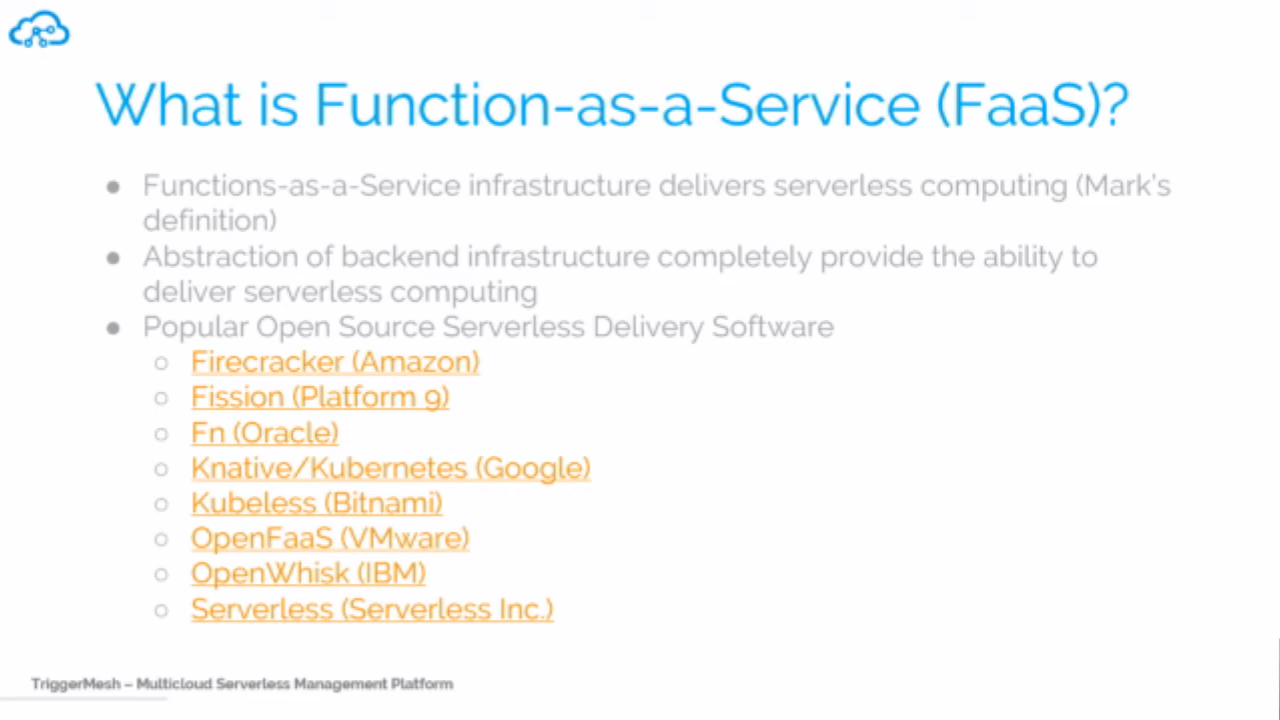 What is Function-as-a-Service (FaaS)?
● Functions-as-a-Service infrastructure delivers serverless computing (Mark's
definition)
● Abstraction of backend infrastructure completely provide the ability to
deliver serverless computing
● Popular Open Source Serverless Delivery Software
○ Firecracker (Amazon)
○ Fission (Platform 9)
○ Fn (Oracle)
○ Knative/Kubernetes (Google)
○ Kubeless (Bitnami)
○ OpenFaaS (VMware)
○ OpenWhisk (IBM)
○ Serverless (Serverless Inc.)
TriggerMesh – Multicloud Serverless Management Platform